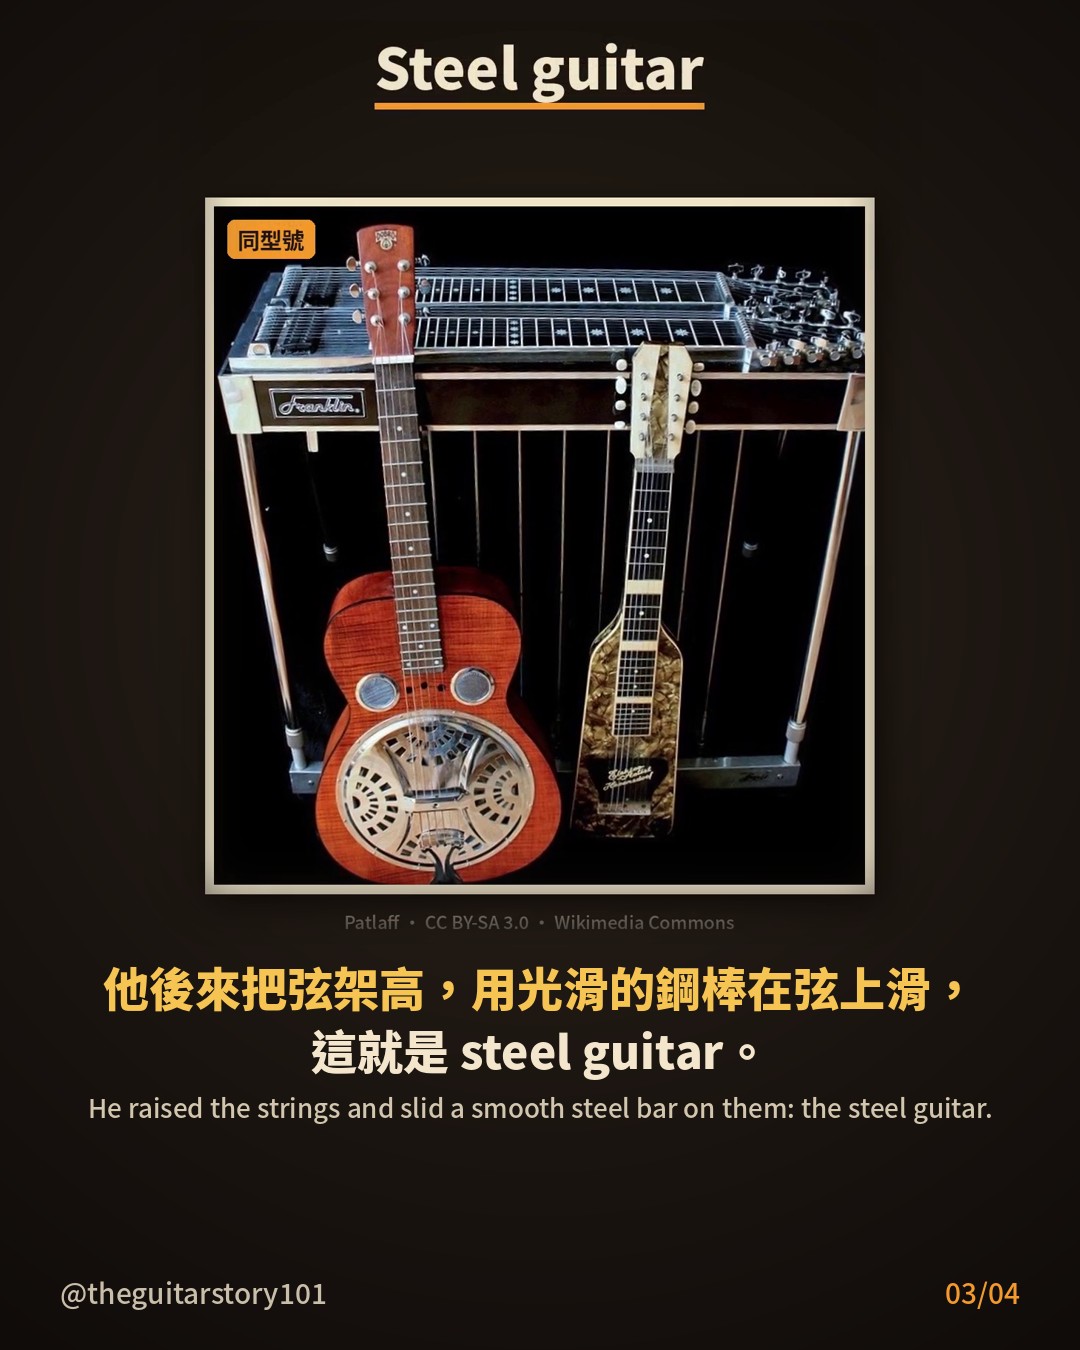 Steel guitar
同型號
Franklin.
Patlaff • CC BY-SA 3.0 • Wikimedia Commons
他後來把弦架高，用光滑的鋼棒在弦上滑，
這就是 steel guitar。
He raised the strings and slid a smooth steel bar on them: the steel guitar.
@theguitarstory101
03/04